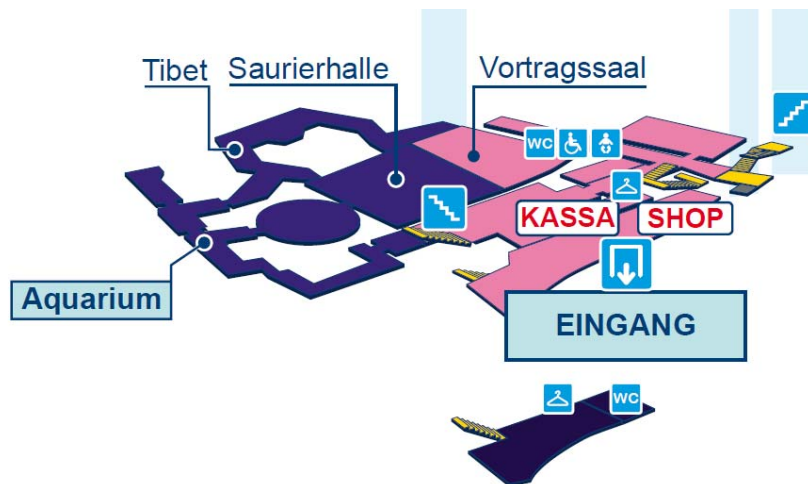 Tibet
Saurierhalle
Vortragssaal
WC
KASSA
SHOP
Aquarium
EINGANG
WC